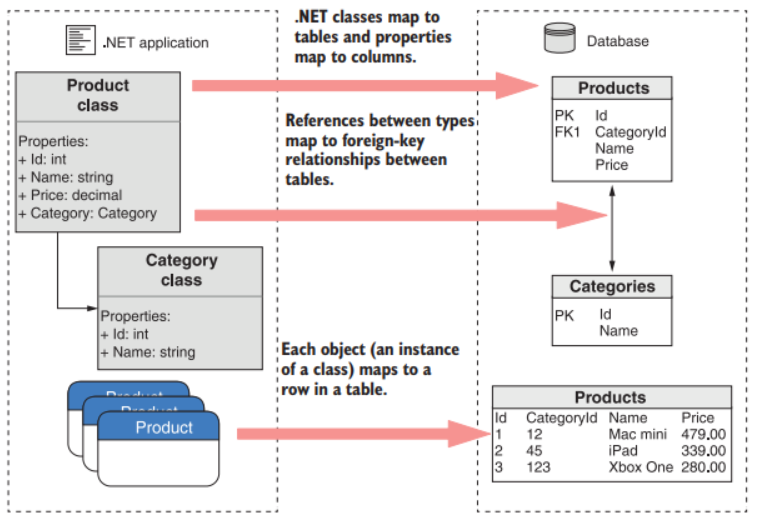 .NET application
Product
class
Properties:
+ Id: int
+ Name: string
+ Price: decimal
+ Category: Category
Category
class
Properties:
+ Id: int
+ Name: string
Product
Product
Product
.NET classes map to
tables and properties
map to columns.
References between types
map to foreign-key
relationships between
tables.
Each object (an instance
of a class) maps to a
row in a table.
Database
Products
PK Id
FK1 CategoryId
Name
Price
Categories
PK Id
Name
Products
Id CategoryId Name Price
1 12 Mac mini 479.00
2 45 iPad 339.00
3 123 Xbox One 280.00